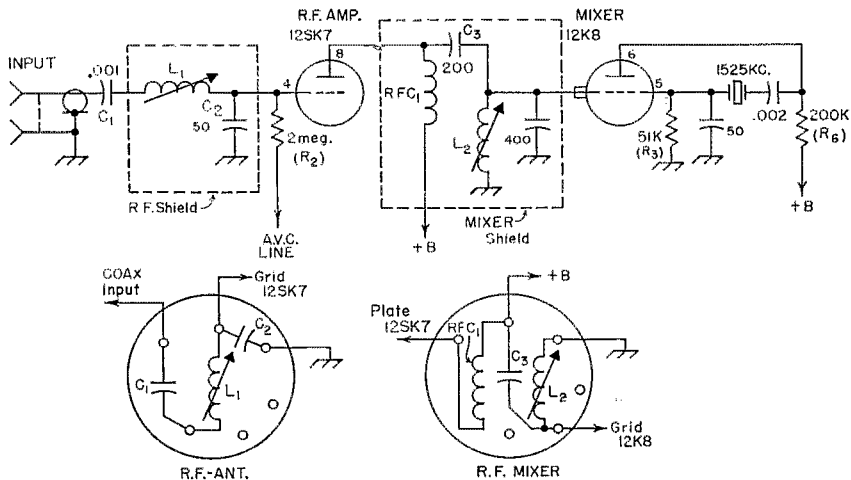 R.F. AMP.
12SK7
MIXER
12K8
INPUT
.001
L1
C1
C2
50
4
8
2 meg.
(R2)
R.F. Shield
A.V.C.
LINE
C3
200
RFC1
L2
400
+B
MIXER
Shield
6
5
1525KC.
51K
(R3)
50
.002
200K
(R6)
+B
COAX
Input
Grid
12SK7
C2
C1
L1
R.F.-ANT.
+B
Plate
12SK7
RFC1
C3
L2
Grid
12K8
R.F. MIXER